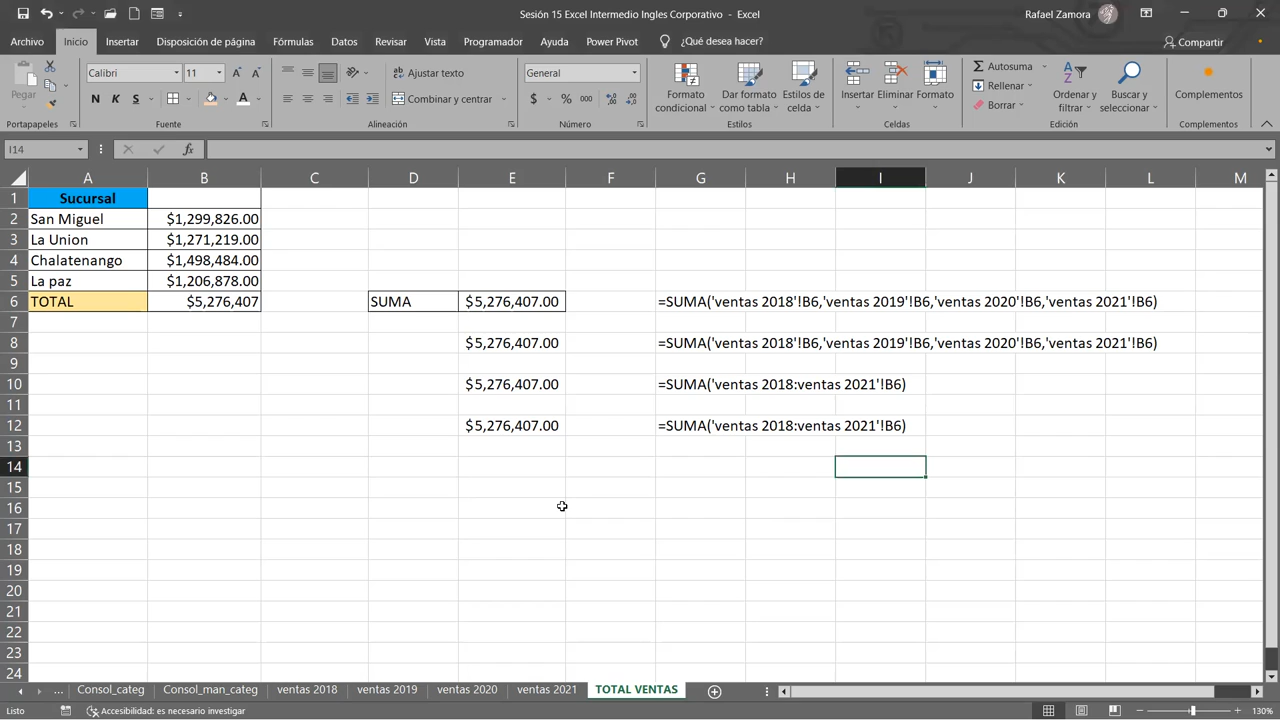 Sesión 15 Excel Intermedio Ingles Corporativo - Excel
Rafael Zamora
Archivo Inicio Insertar Disposición de página Fórmulas Datos Revisar Vista Programador Ayuda Power Pivot ¿Qué desea hacer? Compartir
Pegar
Calibri 11
N K S
Ajustar texto
Combinar y centrar
General
$ % 000
Formato condicional
Dar formato como tabla
Estilos de celda
Insertar Eliminar Formato
Autosuma
Rellenar
Borrar
Ordenar y filtrar
Buscar y seleccionar
Complementos
Portapapeles Fuente Alineación Número Estilos Celdas Edición Complementos
I14 fx
A B C D E F G H I J K L M
1 Sucursal
2 San Miguel $1,299,826.00
3 La Union $1,271,219.00
4 Chalatenango $1,498,484.00
5 La paz $1,206,878.00
6 TOTAL $5,276,407 SUMA $5,276,407.00 =SUMA('ventas 2018'!B6,'ventas 2019'!B6,'ventas 2020'!B6,'ventas 2021'!B6)
7
8 $5,276,407.00 =SUMA('ventas 2018'!B6,'ventas 2019'!B6,'ventas 2020'!B6,'ventas 2021'!B6)
9
10 $5,276,407.00 =SUMA('ventas 2018:ventas 2021'!B6)
11
12 $5,276,407.00 =SUMA('ventas 2018:ventas 2021'!B6)
13
14
15
16
17
18
19
20
21
22
23
24
... Consol_categ Consol_man_categ ventas 2018 ventas 2019 ventas 2020 ventas 2021 TOTAL VENTAS
Listo Accesibilidad: es necesario investigar 130%